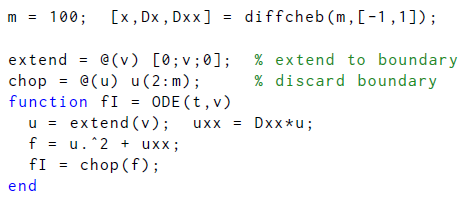 m = 100;  [x,Dx,Dxx] = diffcheb(m,[-1,1]);
extend = @(v) [0;v;0];  % extend to boundary
chop = @(u) u(2:m);     % discard boundary
function fI = ODE(t,v)
  u = extend(v);  uxx = Dxx*u;
  f = u.^2 + uxx;
  fI = chop(f);
end